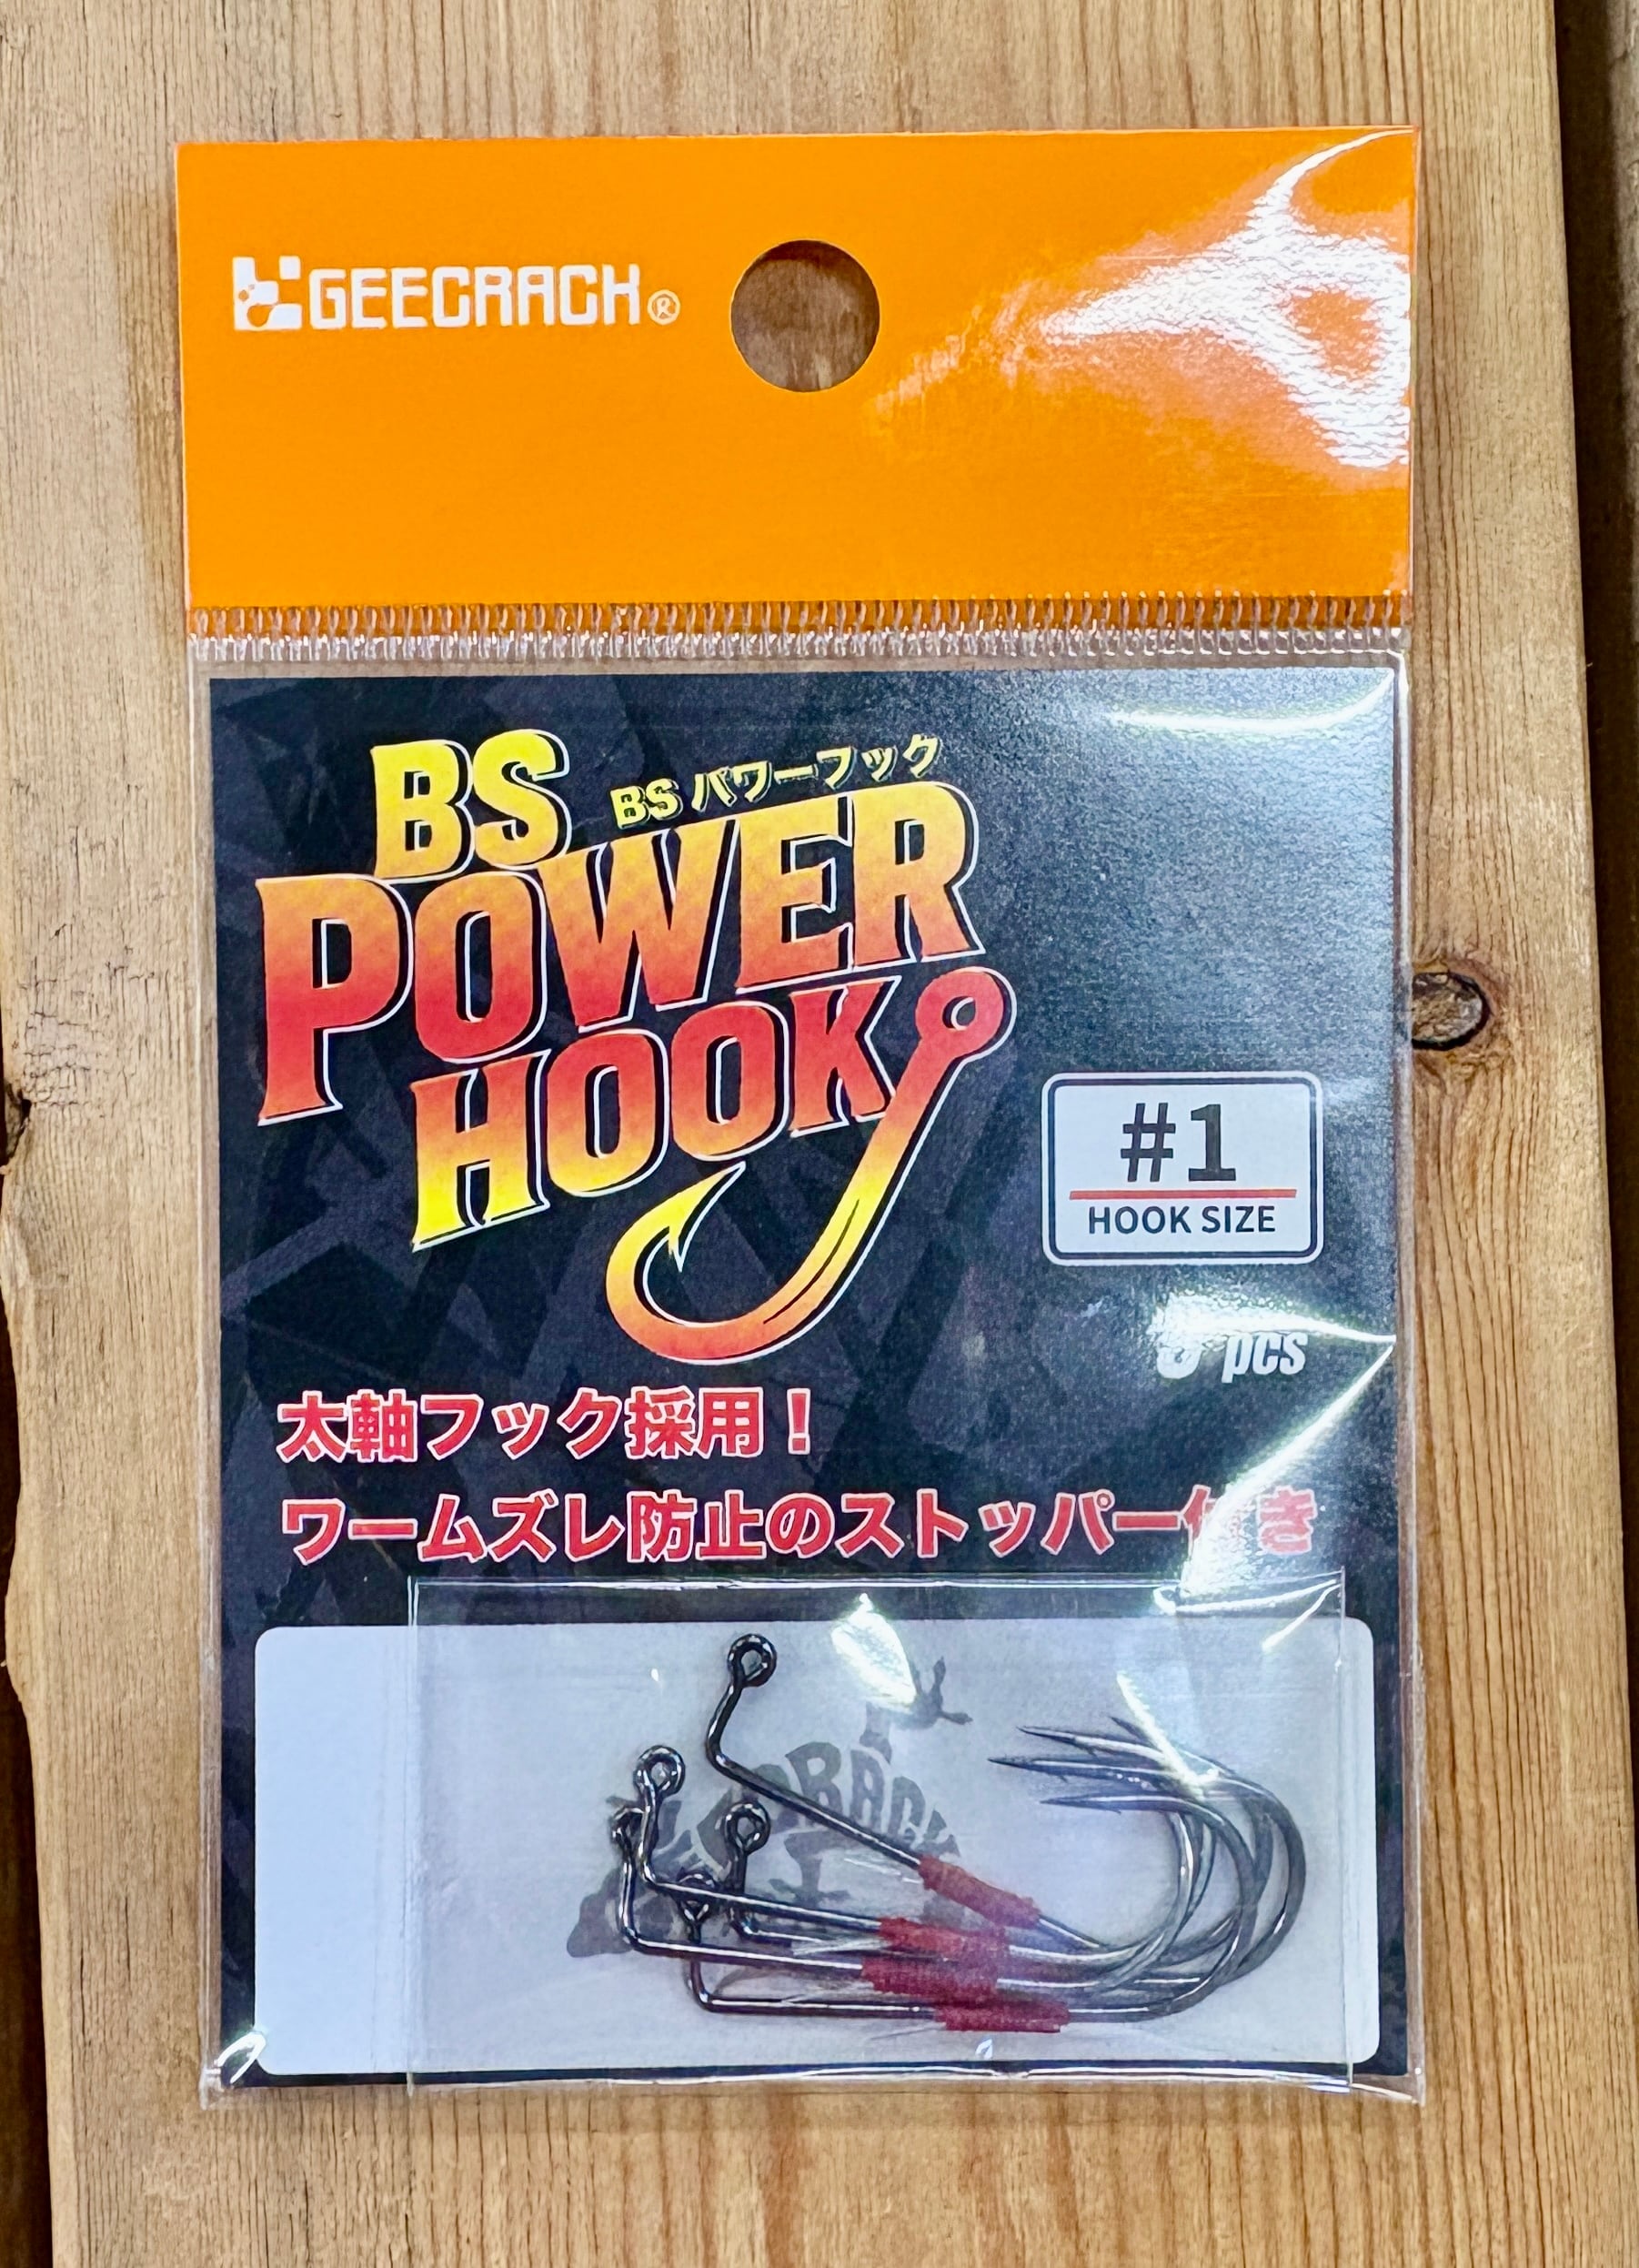 GEECRACK®
BS
BS パワーフック
POWER
HOOK
#1
HOOK SIZE
pcs
太軸フック採用！
ワームズレ防止のストッパー付き